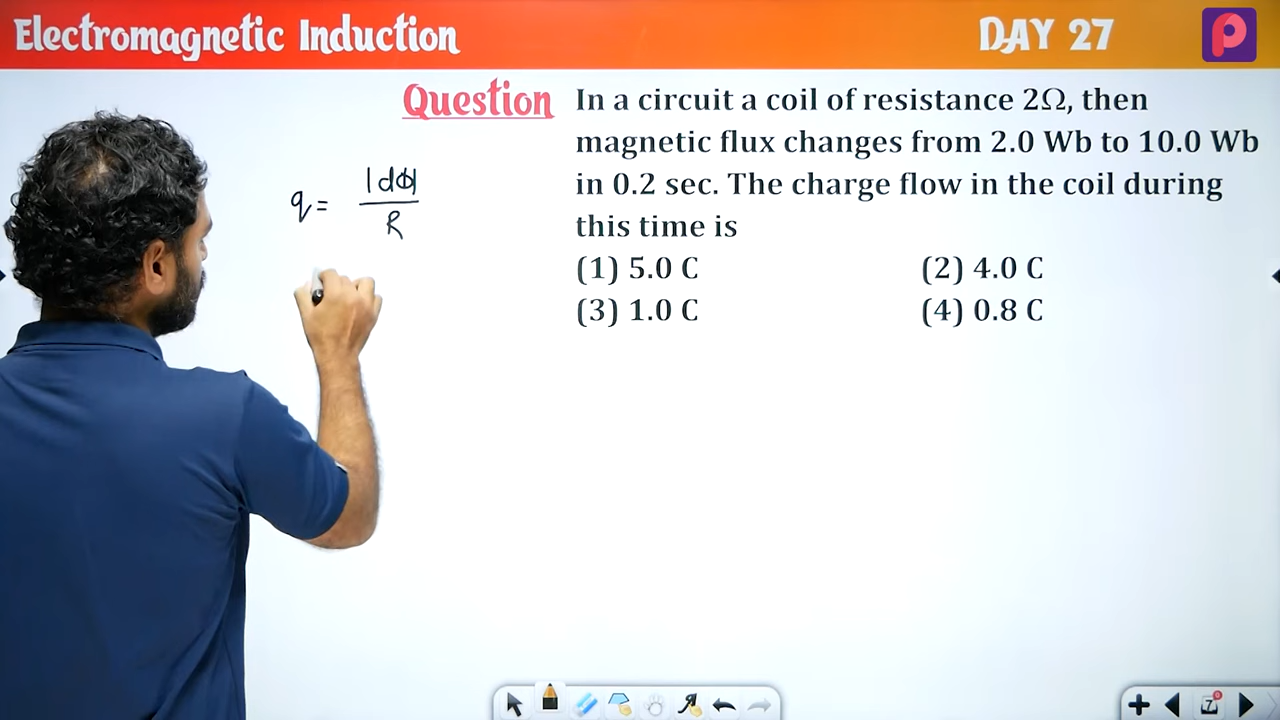 Electromagnetic Induction
DAY 27
Question
In a circuit a coil of resistance 2Ω, then
magnetic flux changes from 2.0 Wb to 10.0 Wb
in 0.2 sec. The charge flow in the coil during
this time is
(1) 5.0 C (2) 4.0 C
(3) 1.0 C (4) 0.8 C
q = |dΦ|
R
7